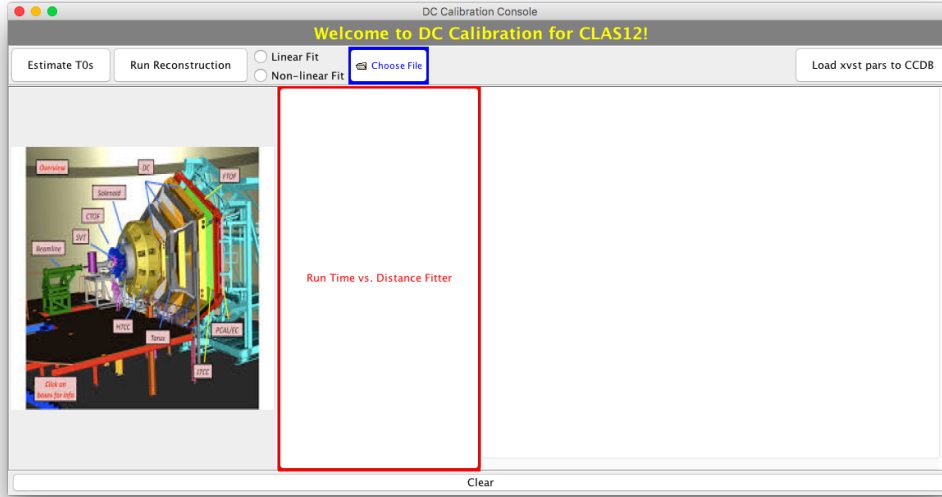 DC Calibration Console
Welcome to DC Calibration for CLAS12!
Estimate T0s
Run Reconstruction
Linear Fit
Non-linear Fit
Choose File
Load xvst pars to CCDB
Overview
DC
FTOF
Solenoid
CTOF
SVT
Beamline
HTCC
Torus
PCAL/EC
LTCC
Click on
boxes for info
Run Time vs. Distance Fitter
Clear